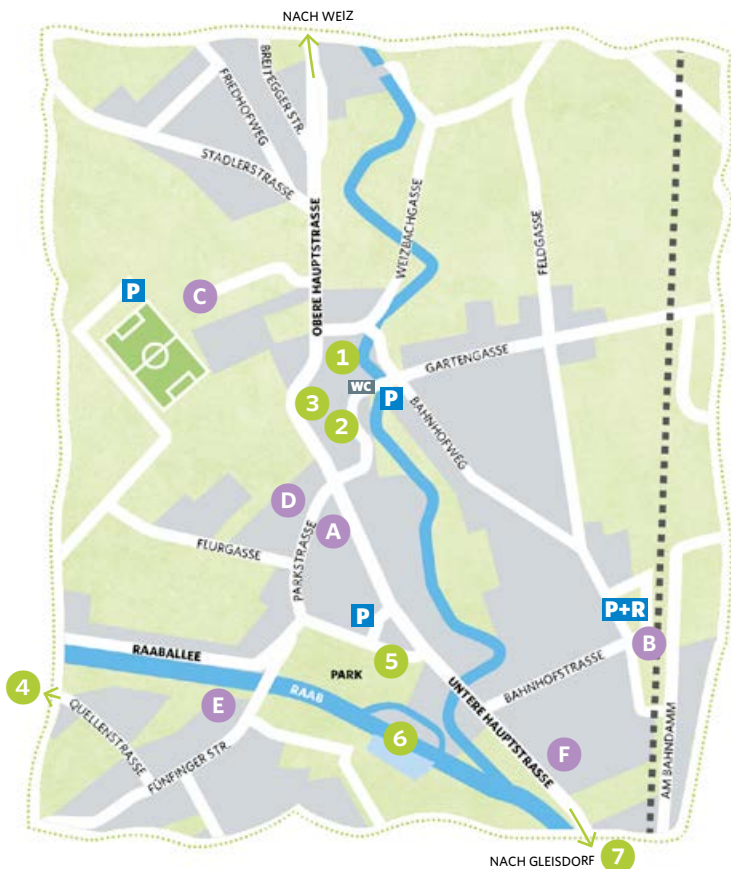 NACH WEIZ
BREITEGGER STR.
FRIEDHOFWEG
STADLERSTRASSE
OBERE HAUPTSTRASSE
WEIZBACHGASSE
FELDGASSE
P
C
1
GARTENGASSE
WC
P
3
2
BAHNHOFWEG
D
A
FLURGASSE
PARKSTRASSE
P
P+R
B
RAABALLEE
5
PARK
BAHNHOFSTRASSE
4
RAAB
E
QUELLENSTRASSE
UNTERE HAUPTSTRASSE
6
FÜNFINGER STR.
F
AM BAHNDAMM
NACH GLEISDORF
7